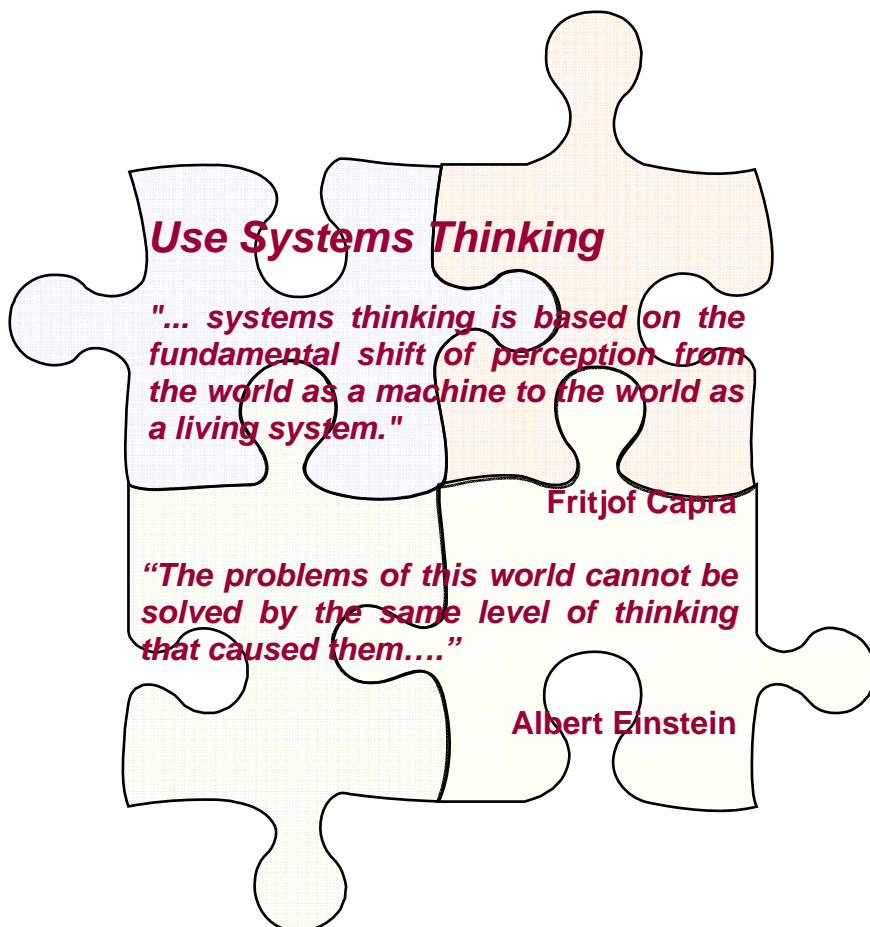 Use Systems Thinking
"... systems thinking is based on the
fundamental shift of perception from
the world as a machine to the world as
a living system."
Fritjof Capra
“The problems of this world cannot be
solved by the same level of thinking
that caused them….”
Albert Einstein